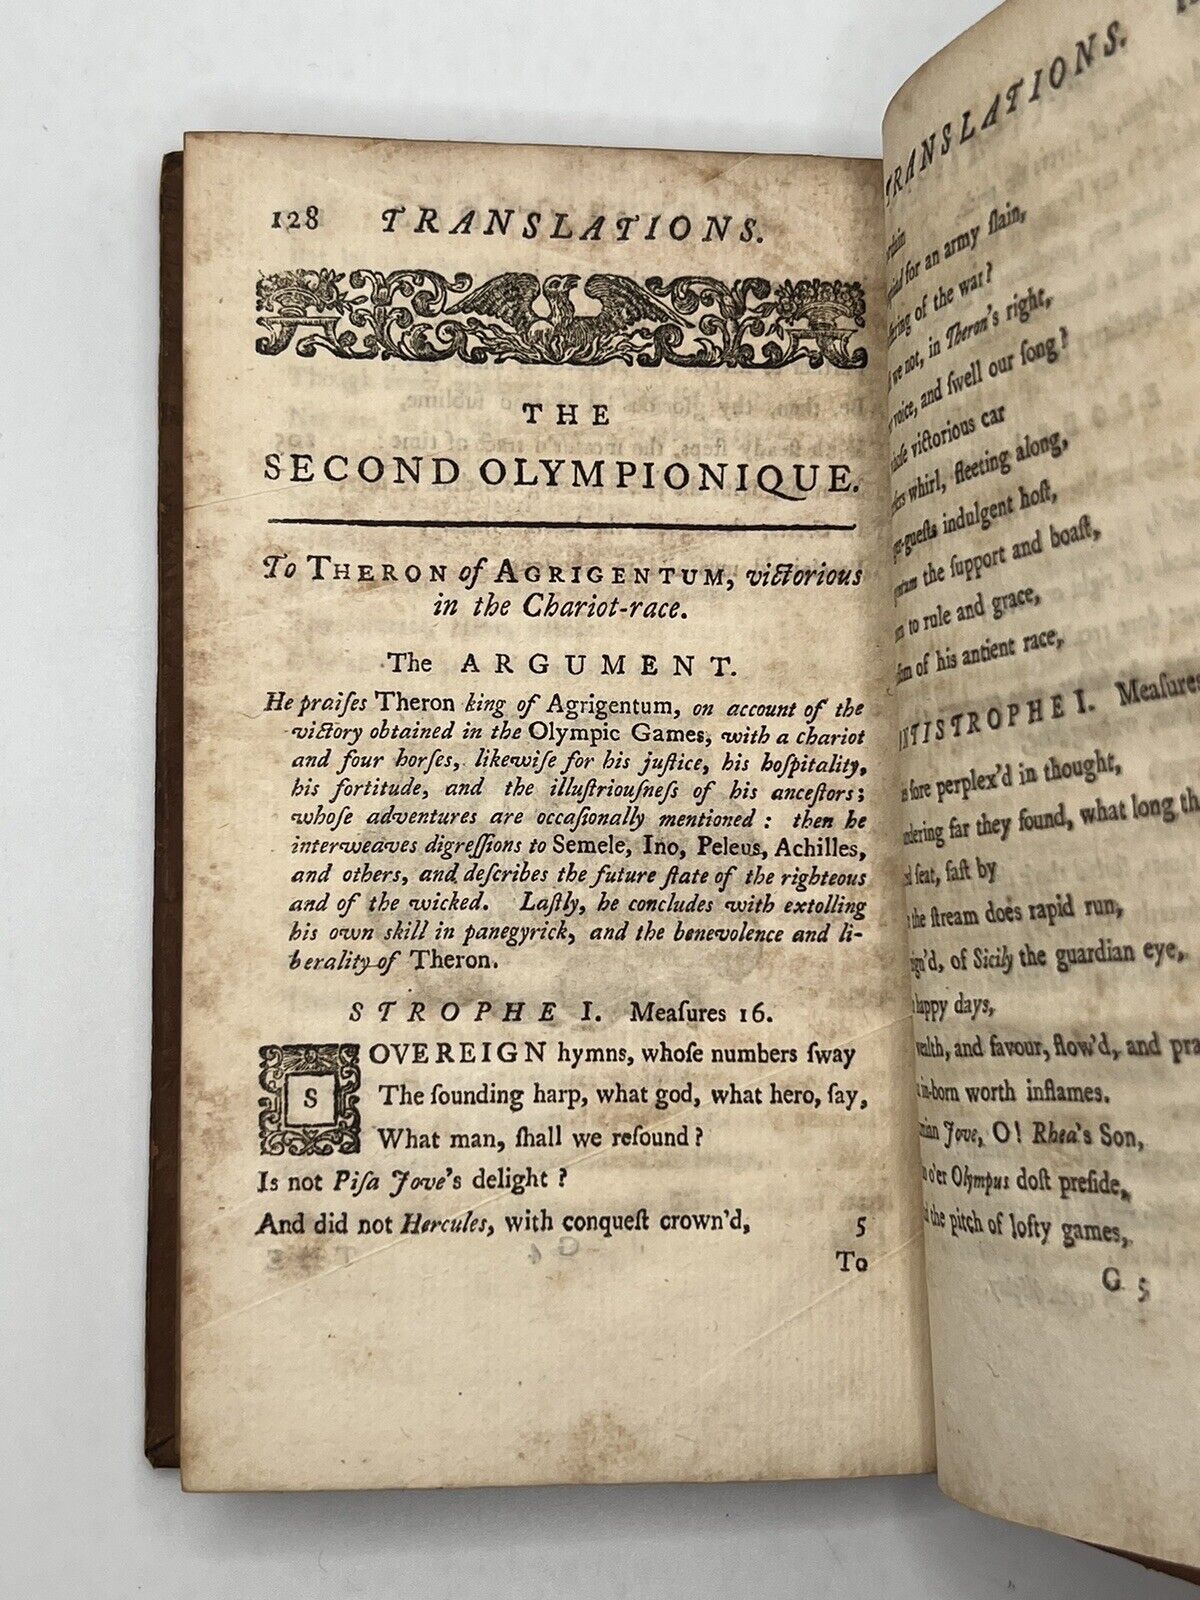 128 TRANSLATIONS.
THE
SECOND OLYMPIONIQUE.
To THERON of AGRIGENTUM, victorious
in the Chariot-race.
The ARGUMENT.
He praiſes Theron king of Agrigentum, on account of the
victory obtained in the Olympic Games, with a chariot
and four horſes, likewiſe for his juſtice, his hoſpitality,
his fortitude, and the illuſtriouſneſs of his anceſtors;
whoſe adventures are occaſionally mentioned: then he
interweaves digreſſions to Semele, Ino, Peleus, Achilles,
and others, and deſcribes the future ſtate of the righteous
and of the wicked. Laſtly, he concludes with extolling
his own skill in panegyrick, and the benevolence and li-
berality of Theron.
STROPHE I. Meaſures 16.
SOVEREIGN hymns, whoſe numbers ſway
The ſounding harp, what god, what hero, ſay,
What man, ſhall we reſound?
Is not Piſa Jove's delight?
And did not Hercules, with conqueſt crown'd, 5
To
TRANSLATIONS.
for an army ſlain,
of the war?
we not, in Theron's right,
voice, and ſwell our ſong?
victorious car
whirl, fleeting along,
indulgent hoſt,
the ſupport and boaſt,
to rule and grace,
of his antient race,
I. Meaſures
ſore perplex'd in thought,
far they found, what long
ſeat, faſt by
the ſtream does rapid run,
of Sicily the guardian eye,
happy days,
and favour, flow'd, and
in-born worth inflames.
Jove, O! Rhea's Son,
o'er Olympus doſt preſide,
the pitch of lofty games,
G 5